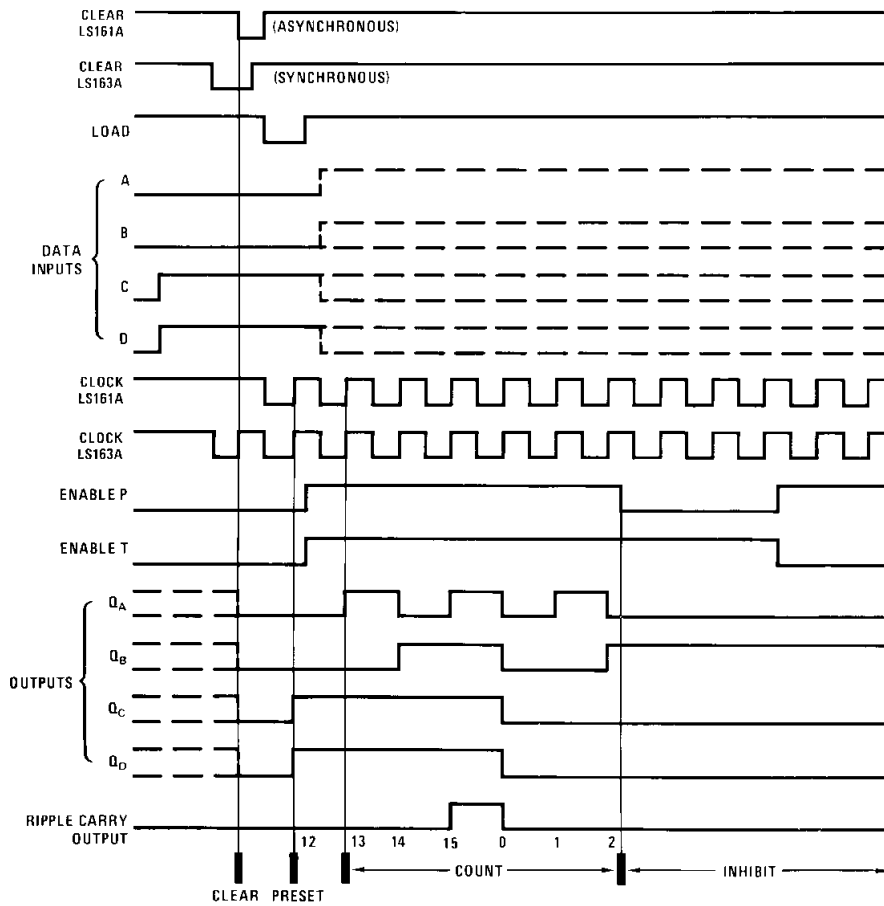 CLEAR
LS161A
(ASYNCHRONOUS)
CLEAR
LS163A
(SYNCHRONOUS)
LOAD
DATA
INPUTS
A
B
C
D
CLOCK
LS161A
CLOCK
LS163A
ENABLE P
ENABLE T
OUTPUTS
QA
QB
QC
QD
RIPPLE CARRY
OUTPUT
12 13 14 15 0 1 2
CLEAR PRESET COUNT INHIBIT